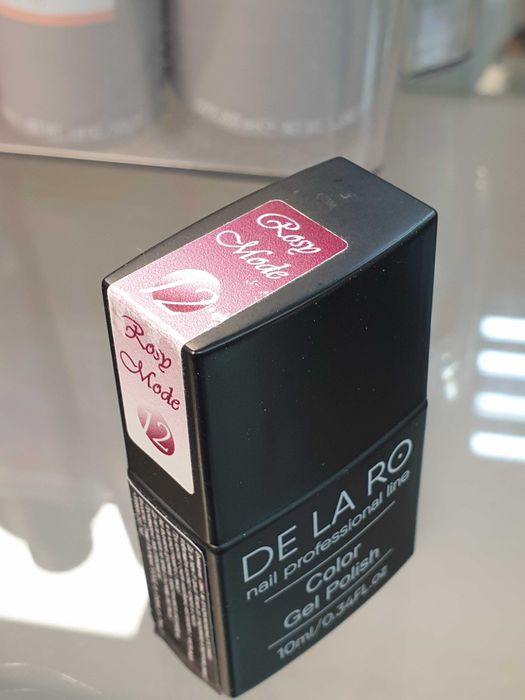 Rosy
Mode
12
Rosy
Mode
12
DE LA RO
nail professional line
Color
Gel Polish
10ml/0.34FL.oz